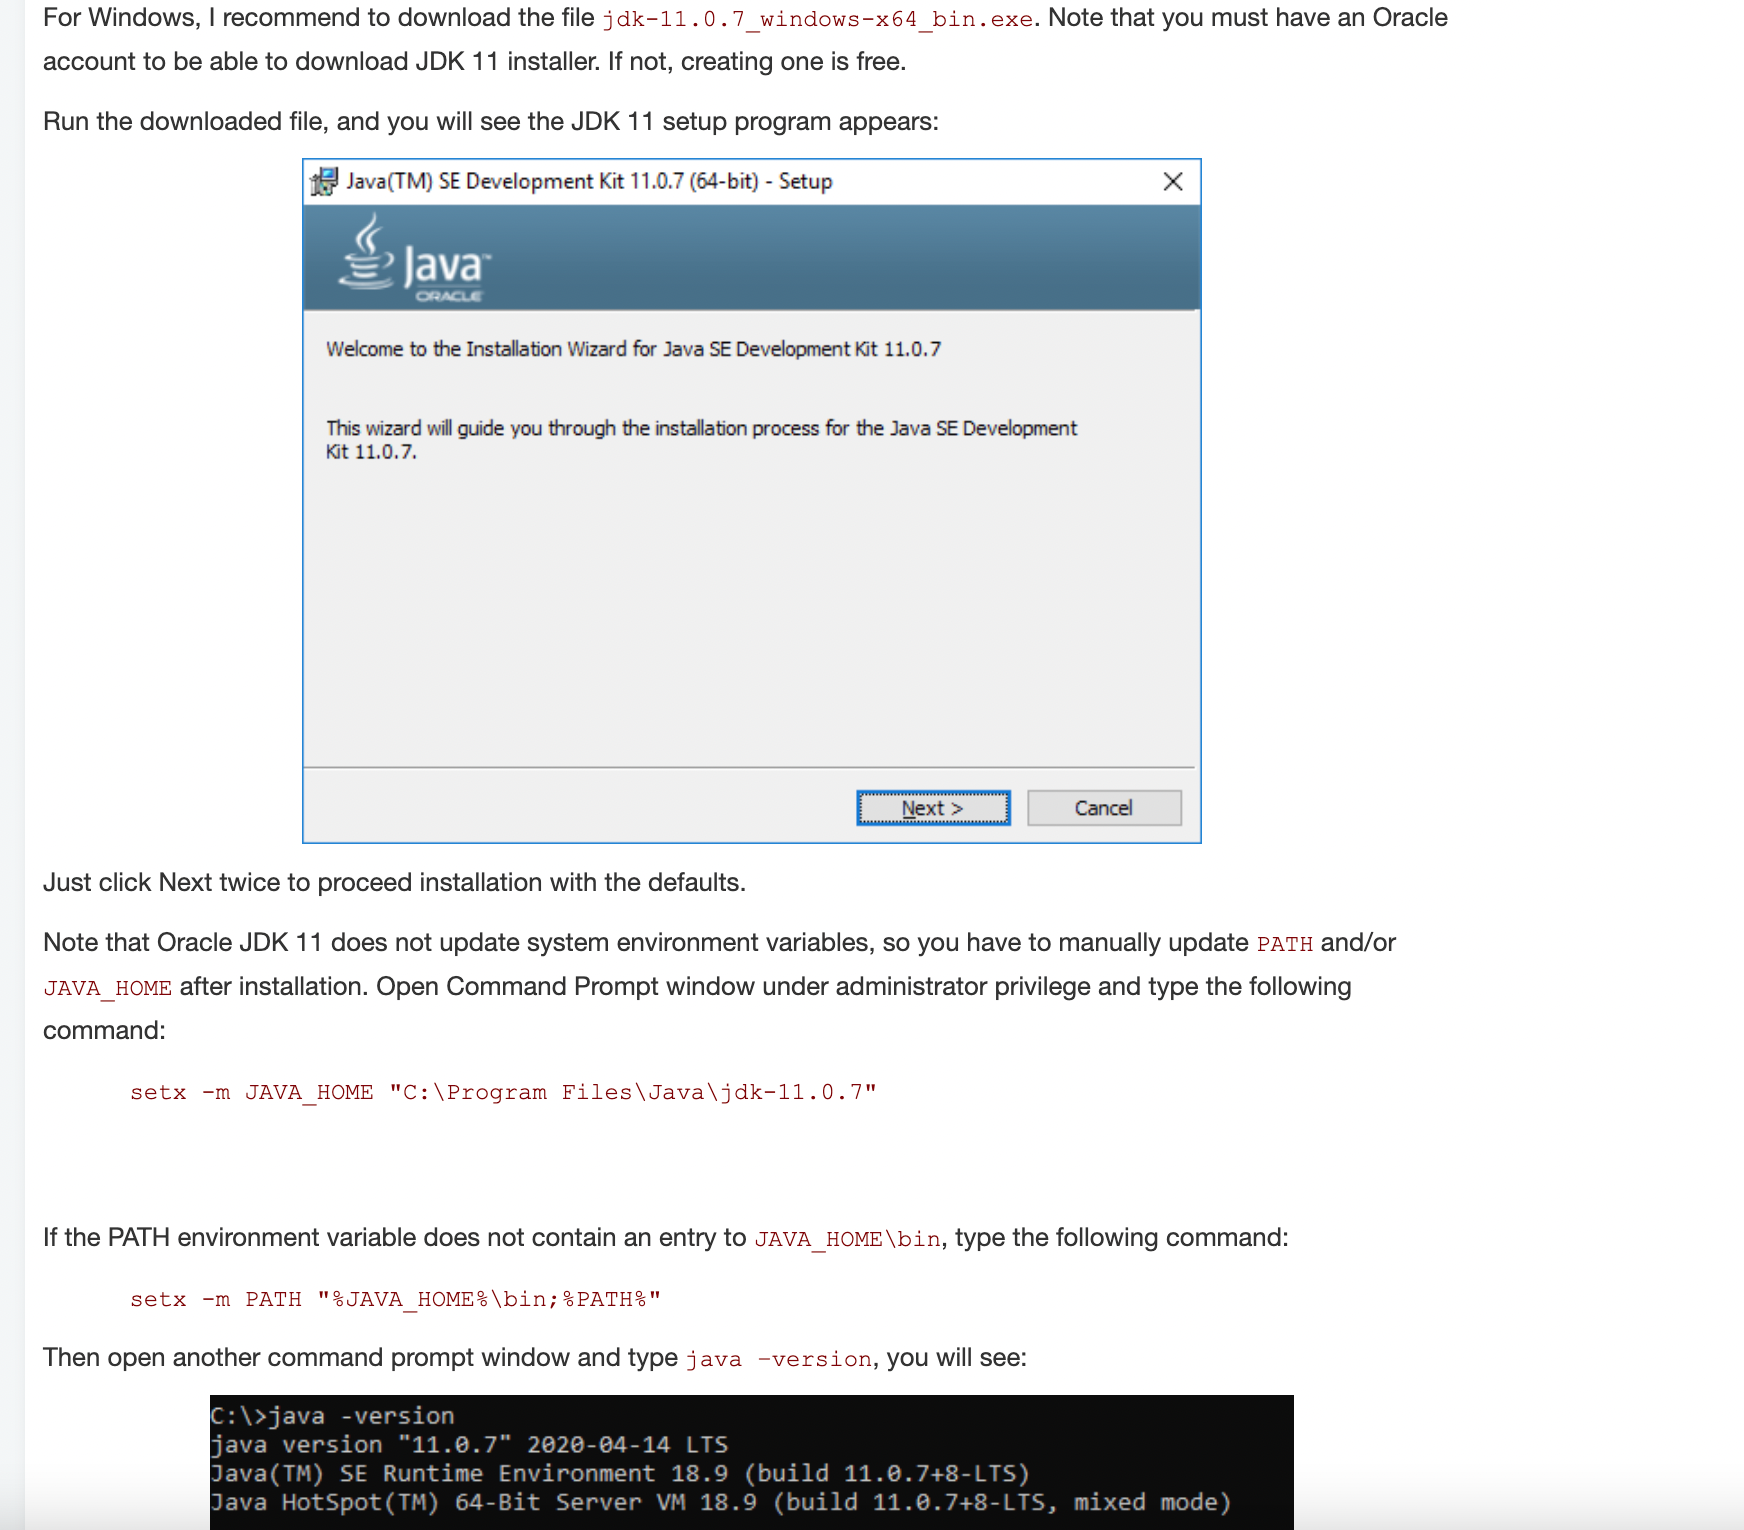 For Windows, I recommend to download the file jdk-11.0.7_windows-x64_bin.exe. Note that you must have an Oracle
account to be able to download JDK 11 installer. If not, creating one is free.
Run the downloaded file, and you will see the JDK 11 setup program appears:
Java(TM) SE Development Kit 11.0.7 (64-bit) - Setup
Java™
ORACLE
Welcome to the Installation Wizard for Java SE Development Kit 11.0.7
This wizard will guide you through the installation process for the Java SE Development
Kit 11.0.7.
Next >
Cancel
Just click Next twice to proceed installation with the defaults.
Note that Oracle JDK 11 does not update system environment variables, so you have to manually update PATH and/or
JAVA_HOME after installation. Open Command Prompt window under administrator privilege and type the following
command:
setx -m JAVA_HOME "C:\Program Files\Java\jdk-11.0.7"
If the PATH environment variable does not contain an entry to JAVA_HOME\bin, type the following command:
setx -m PATH "%JAVA_HOME%\bin;%PATH%"
Then open another command prompt window and type java –version, you will see:
C:\>java -version
java version "11.0.7" 2020-04-14 LTS
Java(TM) SE Runtime Environment 18.9 (build 11.0.7+8-LTS)
Java HotSpot(TM) 64-Bit Server VM 18.9 (build 11.0.7+8-LTS, mixed mode)